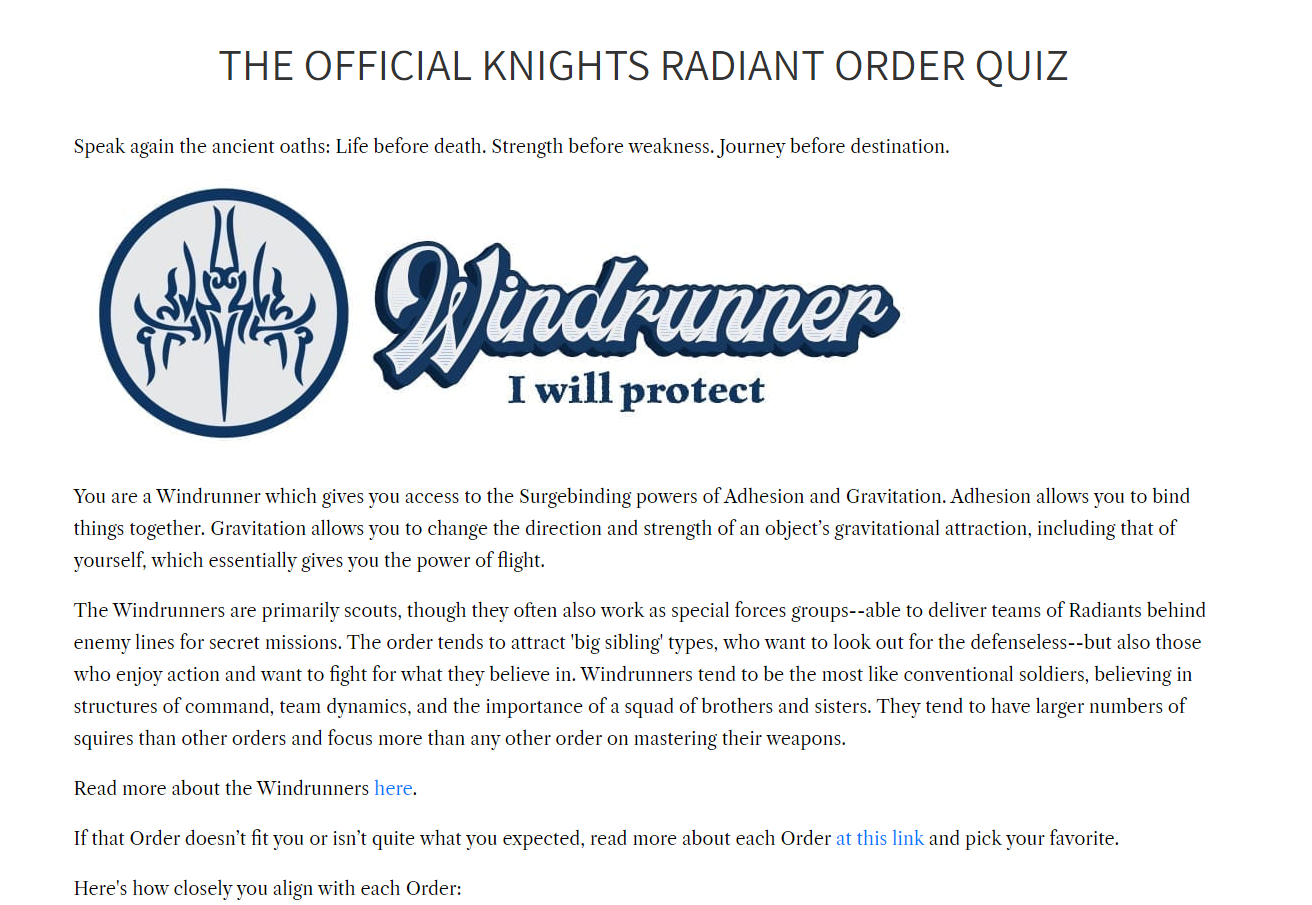 THE OFFICIAL KNIGHTS RADIANT ORDER QUIZ
Speak again the ancient oaths: Life before death. Strength before weakness. Journey before destination.
Windrunner
I will protect
You are a Windrunner which gives you access to the Surgebinding powers of Adhesion and Gravitation. Adhesion allows you to bind
things together. Gravitation allows you to change the direction and strength of an object’s gravitational attraction, including that of
yourself, which essentially gives you the power of flight.
The Windrunners are primarily scouts, though they often also work as special forces groups--able to deliver teams of Radiants behind
enemy lines for secret missions. The order tends to attract 'big sibling' types, who want to look out for the defenseless--but also those
who enjoy action and want to fight for what they believe in. Windrunners tend to be the most like conventional soldiers, believing in
structures of command, team dynamics, and the importance of a squad of brothers and sisters. They tend to have larger numbers of
squires than other orders and focus more than any other order on mastering their weapons.
Read more about the Windrunners here.
If that Order doesn’t fit you or isn’t quite what you expected, read more about each Order at this link and pick your favorite.
Here's how closely you align with each Order: